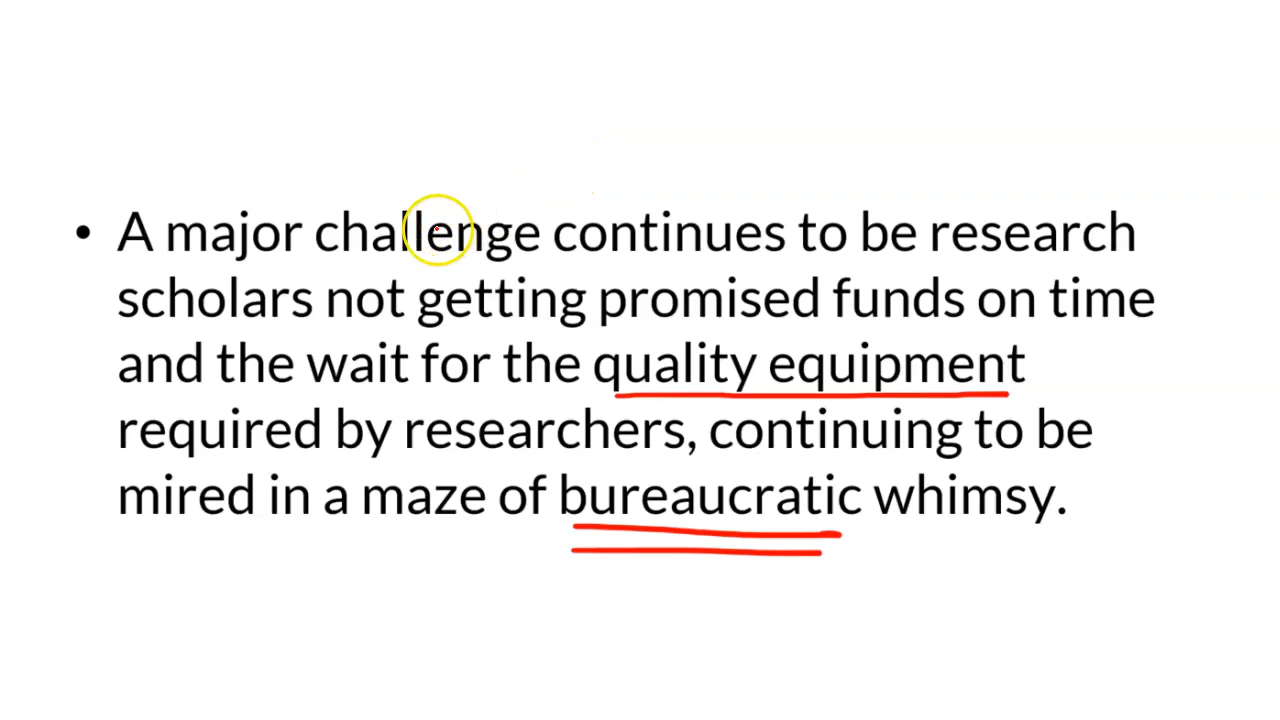 • A major challenge continues to be research
scholars not getting promised funds on time
and the wait for the quality equipment
required by researchers, continuing to be
mired in a maze of bureaucratic whimsy.